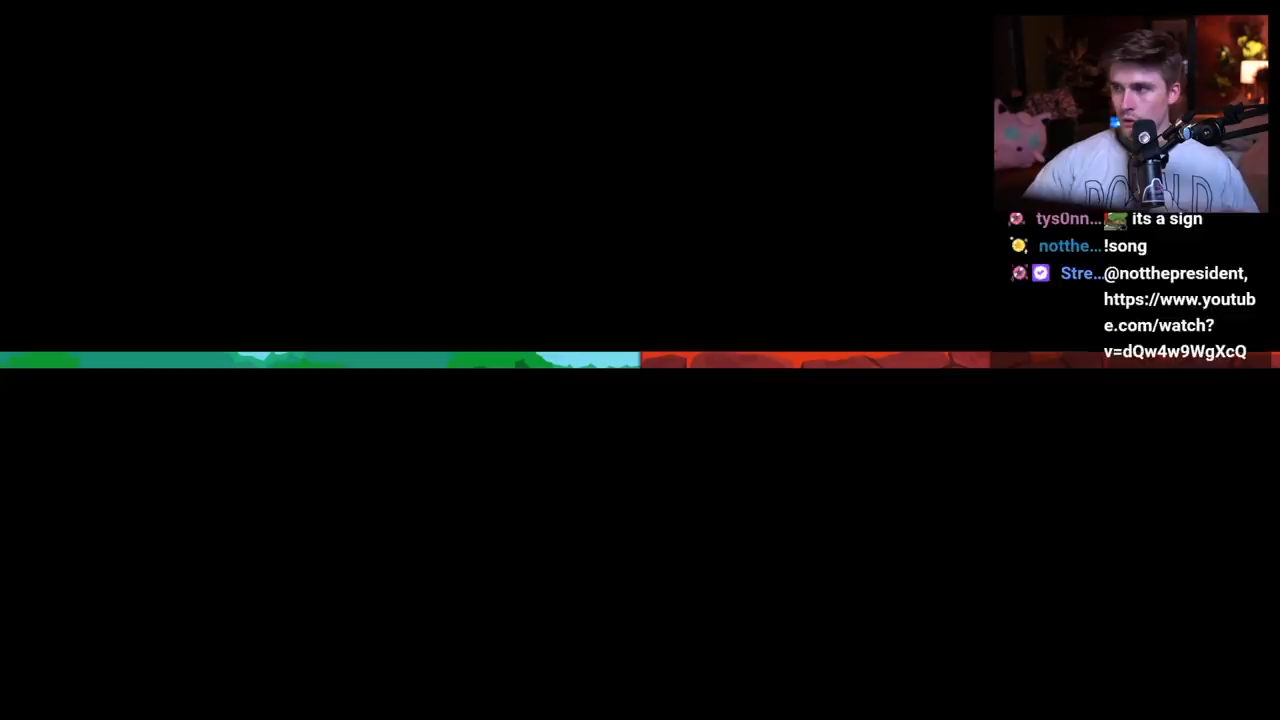 tys0nn... its a sign
notthe... !song
Stre... @notthepresident,
https://www.youtub
e.com/watch?
v=dQw4w9WgXcQ